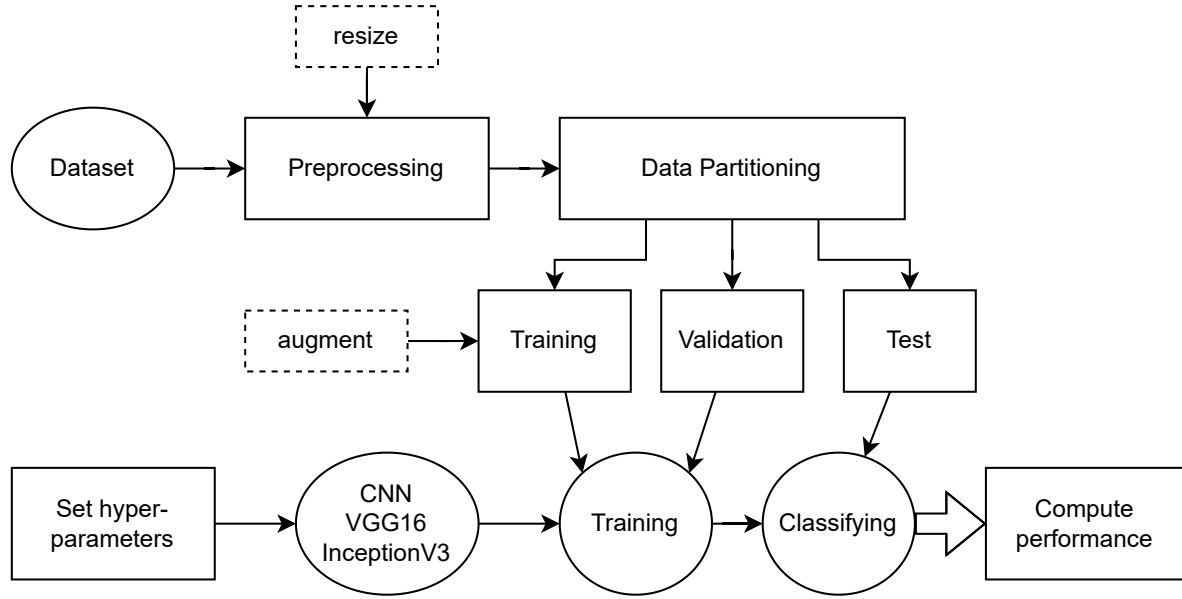 resize
Dataset
Preprocessing
Data Partitioning
augment
Training
Validation
Test
Set hyper-
parameters
CNN
VGG16
InceptionV3
Training
Classifying
Compute
performance